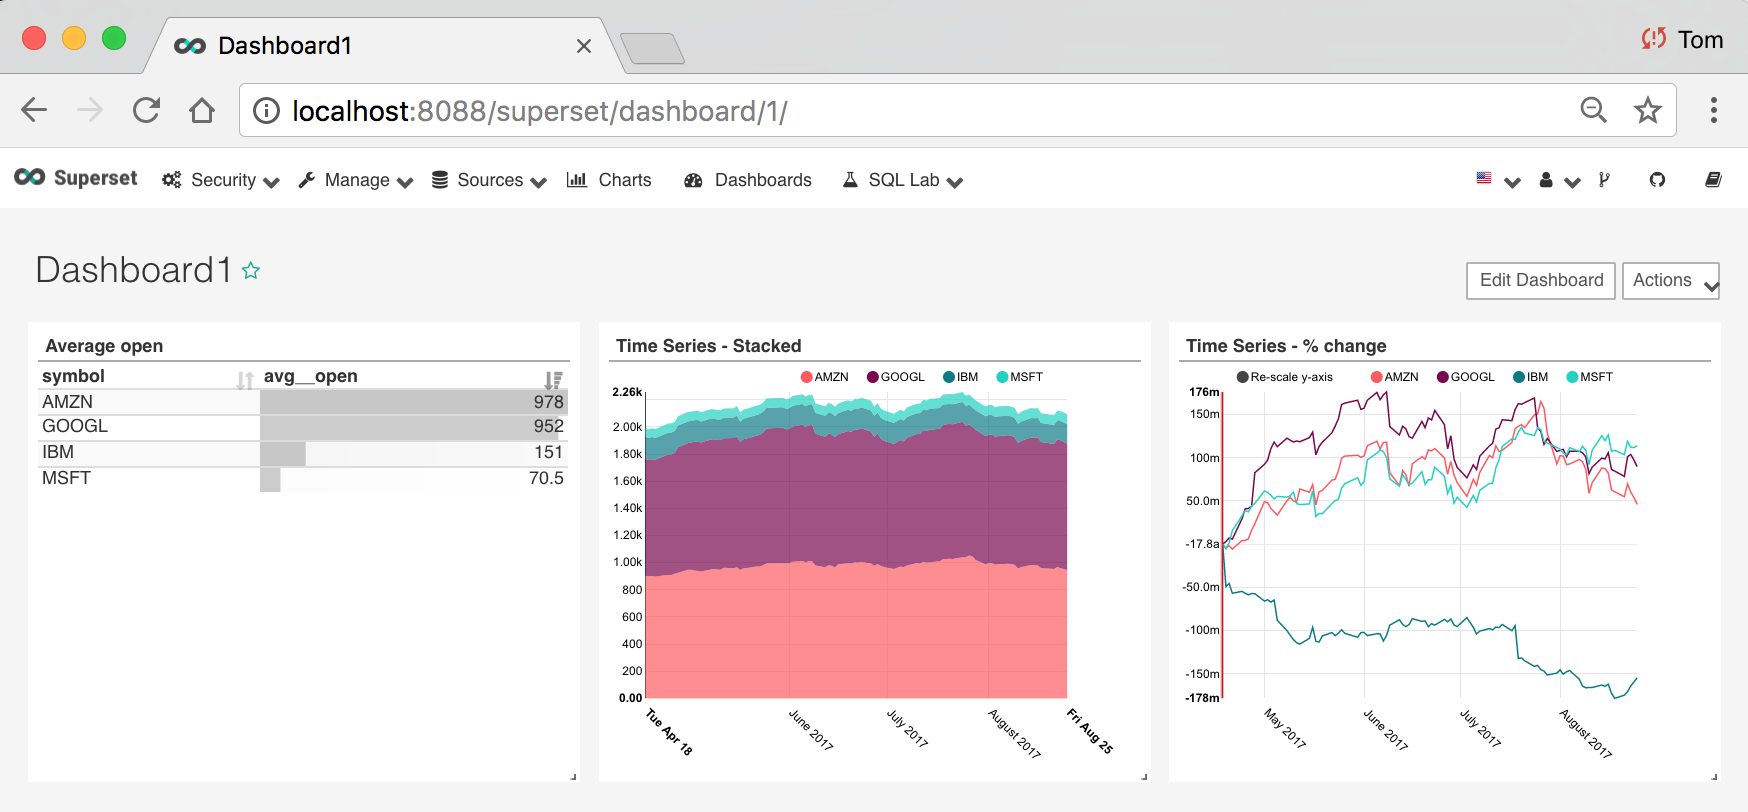 Dashboard1
Tom
localhost:8088/superset/dashboard/1/
Superset Security Manage Sources Charts Dashboards SQL Lab
Dashboard1
Edit Dashboard Actions
Average open
symbol avg__open
AMZN 978
GOOGL 952
IBM 151
MSFT 70.5
Time Series - Stacked
AMZN GOOGL IBM MSFT
2.26k
2.00k
1.80k
1.60k
1.40k
1.20k
1.00k
800
600
400
200
0.00
Tue Apr 18 June 2017 July 2017 August 2017 Fri Aug 25
Time Series - % change
Re-scale y-axis AMZN GOOGL IBM MSFT
176m
150m
100m
50.0m
-17.8a
-50.0m
-100m
-150m
-178m
May 2017 June 2017 July 2017 August 2017